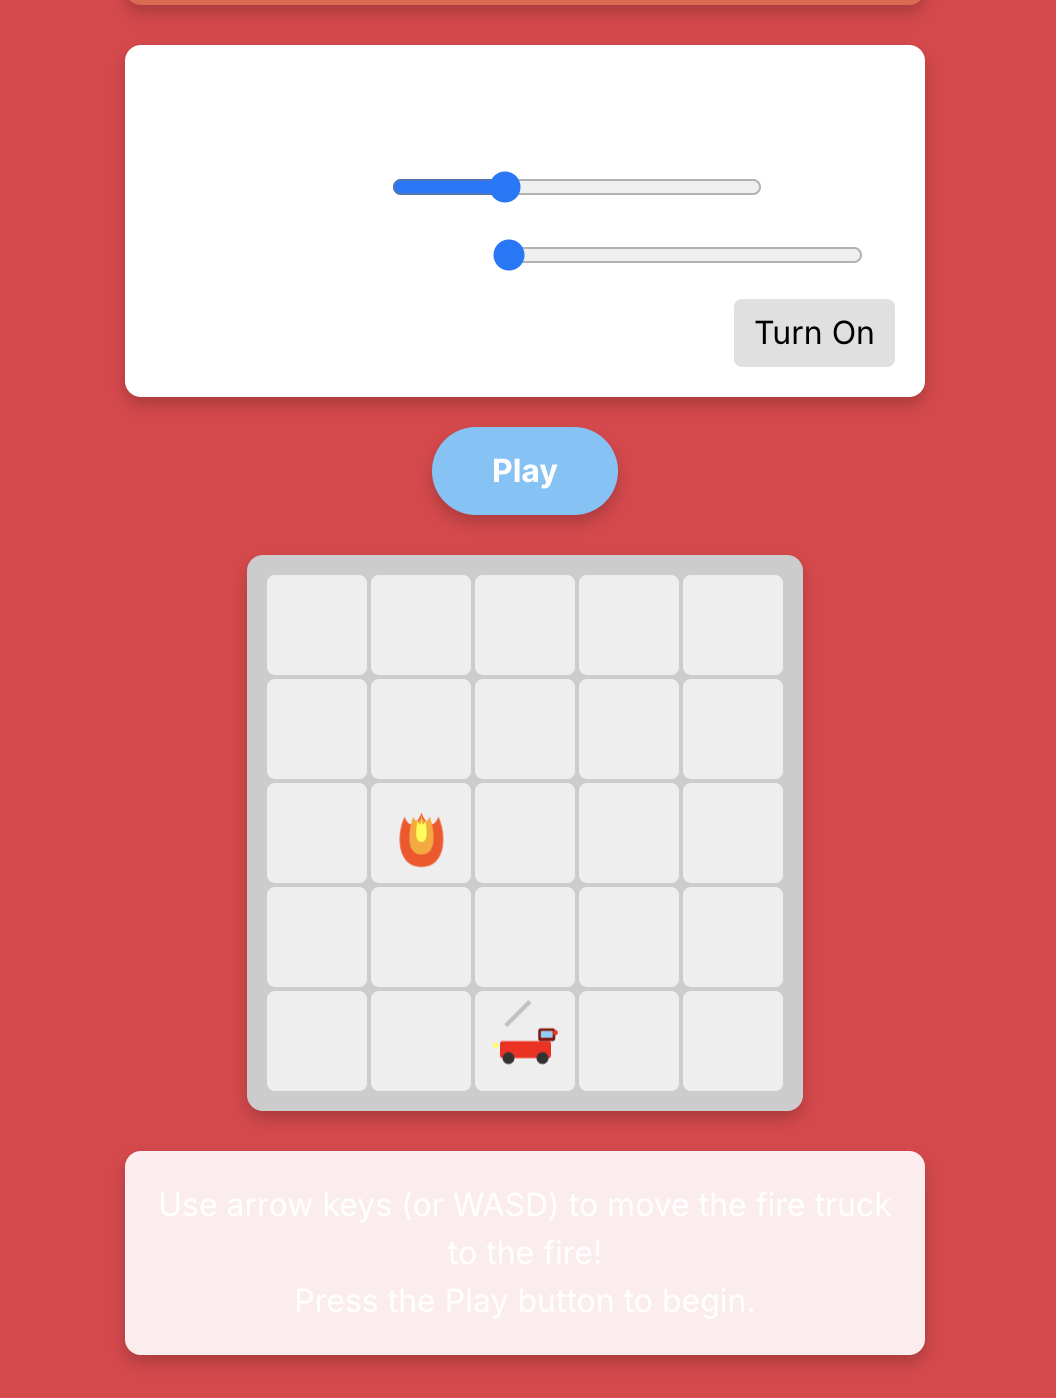 Turn On
Play
Use arrow keys (or WASD) to move the fire truck
to the fire!
Press the Play button to begin.